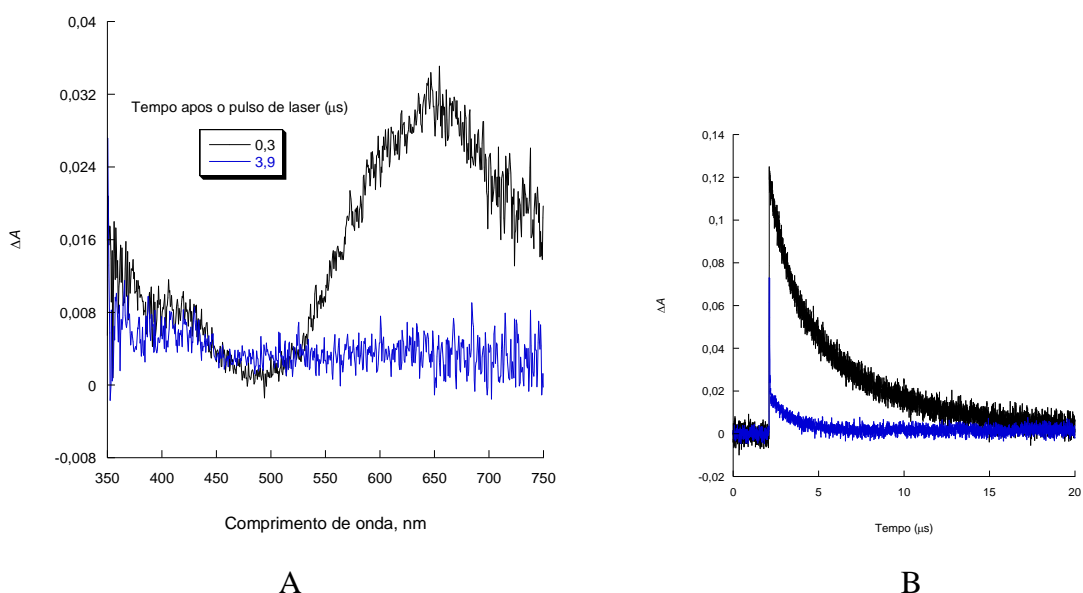 0,04
0,032
0,024
0,016
0,008
0
-0,008
ΔA
Tempo apos o pulso de laser (μs)
0,3
3,9
350 400 450 500 550 600 650 700 750
Comprimento de onda, nm
A
0,14
0,12
0,1
0,08
0,06
0,04
0,02
0
-0,02
ΔA
0 5 10 15 20
Tempo (μs)
B